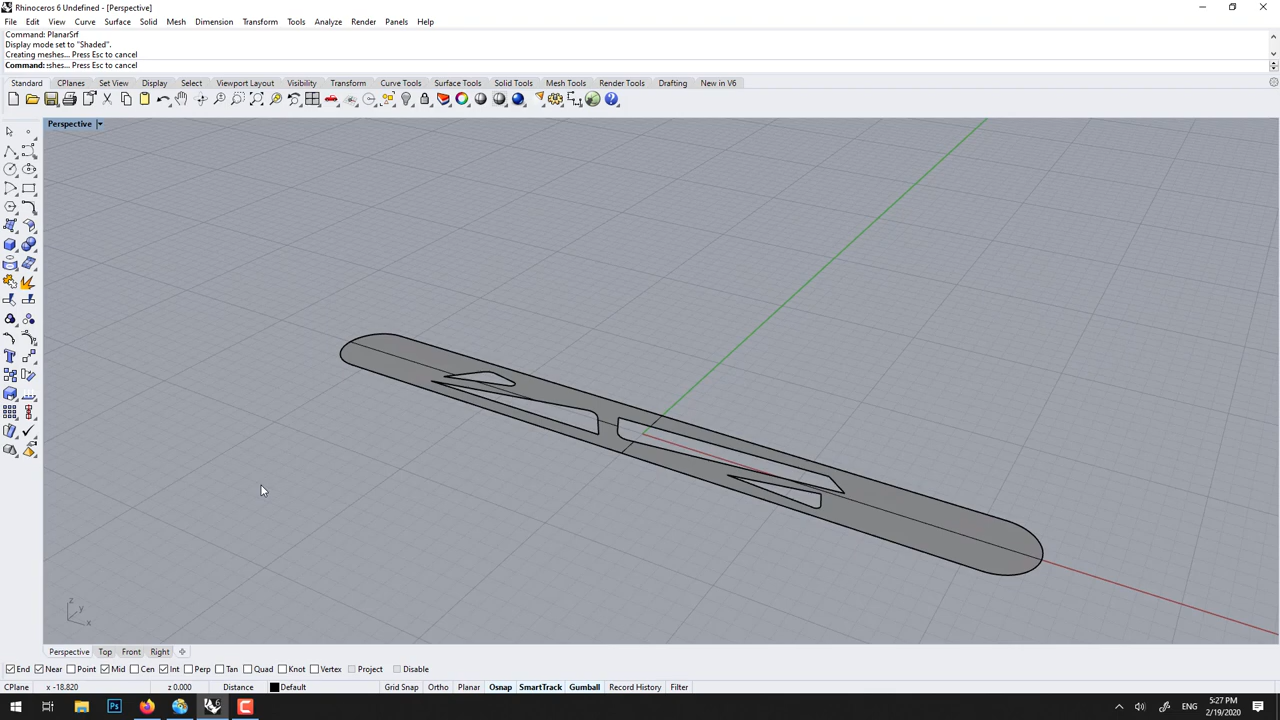 Rhinoceros 6 Undefined - [Perspective]
File Edit View Curve Surface Solid Mesh Dimension Transform Tools Analyze Render Panels Help
Command: PlanarSrf
Display mode set to "Shaded".
Creating meshes... Press Esc to cancel
Command: shes... Press Esc to cancel
Standard CPlanes Set View Display Select Viewport Layout Visibility Transform Curve Tools Surface Tools Solid Tools Mesh Tools Render Tools Drafting New in V6
Perspective
z
y
x
Perspective Top Front Right
End Near Point Mid Cen Int Perp Tan Quad Knot Vertex Project Disable
CPlane x -18.820 z 0.000 Distance Default Grid Snap Ortho Planar Osnap SmartTrack Gumball Record History Filter
Ps
ENG
5:27 PM
2/19/2020